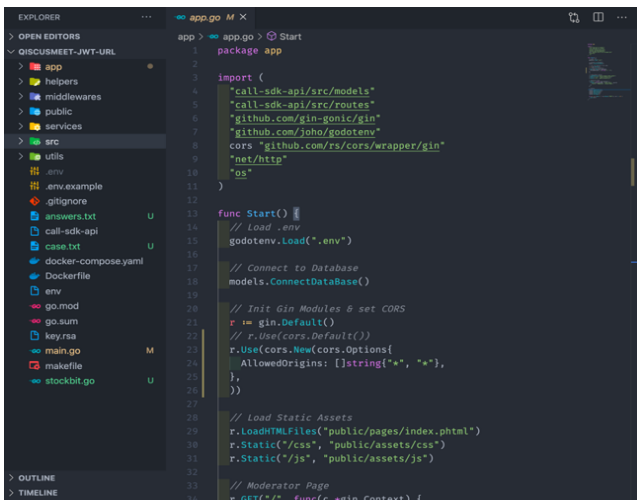 EXPLORER
···
app.go M ×
OPEN EDITORS
app > app.go > Start
QISCUSMEET-JWT-URL
app
helpers
middlewares
public
services
src
utils
.env
.env.example
.gitignore
answers.txt U
call-sdk-api
case.txt U
docker-compose.yaml
Dockerfile
env
go.mod
go.sum
key.rsa
main.go M
makefile
stockbit.go U
OUTLINE
TIMELINE
1 package app
2
3 import (
4 "call-sdk-api/src/models"
5 "call-sdk-api/src/routes"
6 "github.com/gin-gonic/gin"
7 "github.com/joho/godotenv"
8 cors "github.com/rs/cors/wrapper/gin"
9 "net/http"
10 "os"
11 )
12
13 func Start() {
14 // Load .env
15 godotenv.Load(".env")
16
17 // Connect to Database
18 models.ConnectDataBase()
19
20 // Init Gin Modules & set CORS
21 r := gin.Default()
22 // r.Use(cors.Default())
23 r.Use(cors.New(cors.Options{
24 AllowedOrigins: []string{"*", "*"},
25 },
26 ))
27
28 // Load Static Assets
29 r.LoadHTMLFiles("public/pages/index.phtml")
30 r.Static("/css", "public/assets/css")
31 r.Static("/js", "public/assets/js")
32
33 // Moderator Page
34 r.GET("/", func(c *gin.Context) {